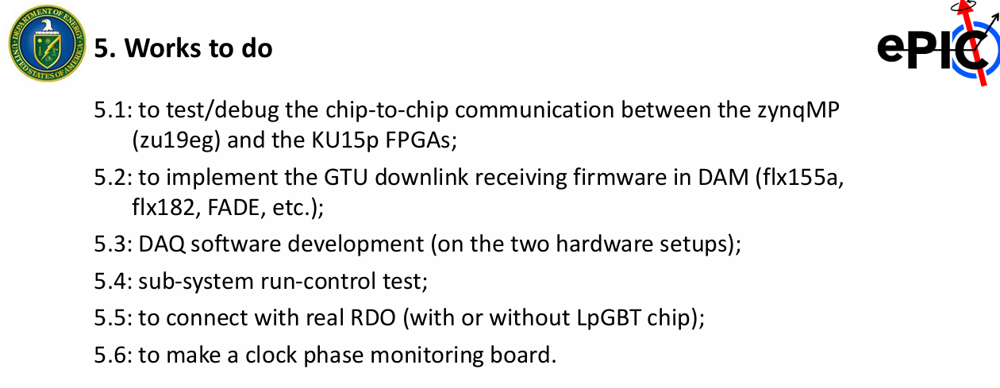 DEPARTMENT OF ENERGY
UNITED STATES OF AMERICA
5. Works to do
ePIC
5.1: to test/debug the chip-to-chip communication between the zynqMP
(zu19eg) and the KU15p FPGAs;
5.2: to implement the GTU downlink receiving firmware in DAM (flx155a,
flx182, FADE, etc.);
5.3: DAQ software development (on the two hardware setups);
5.4: sub-system run-control test;
5.5: to connect with real RDO (with or without LpGBT chip);
5.6: to make a clock phase monitoring board.